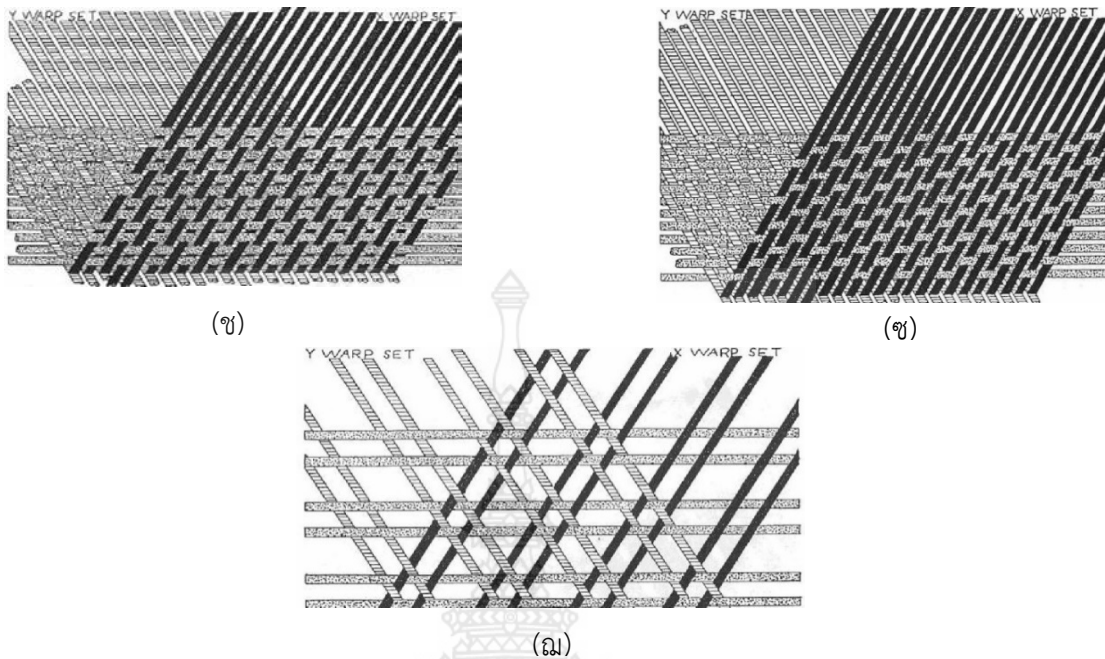 Y WARP SET X WARP SET
Y WARP SET X WARP SET
(ช) (ซ)
Y WARP SET X WARP SET
(ฌ)